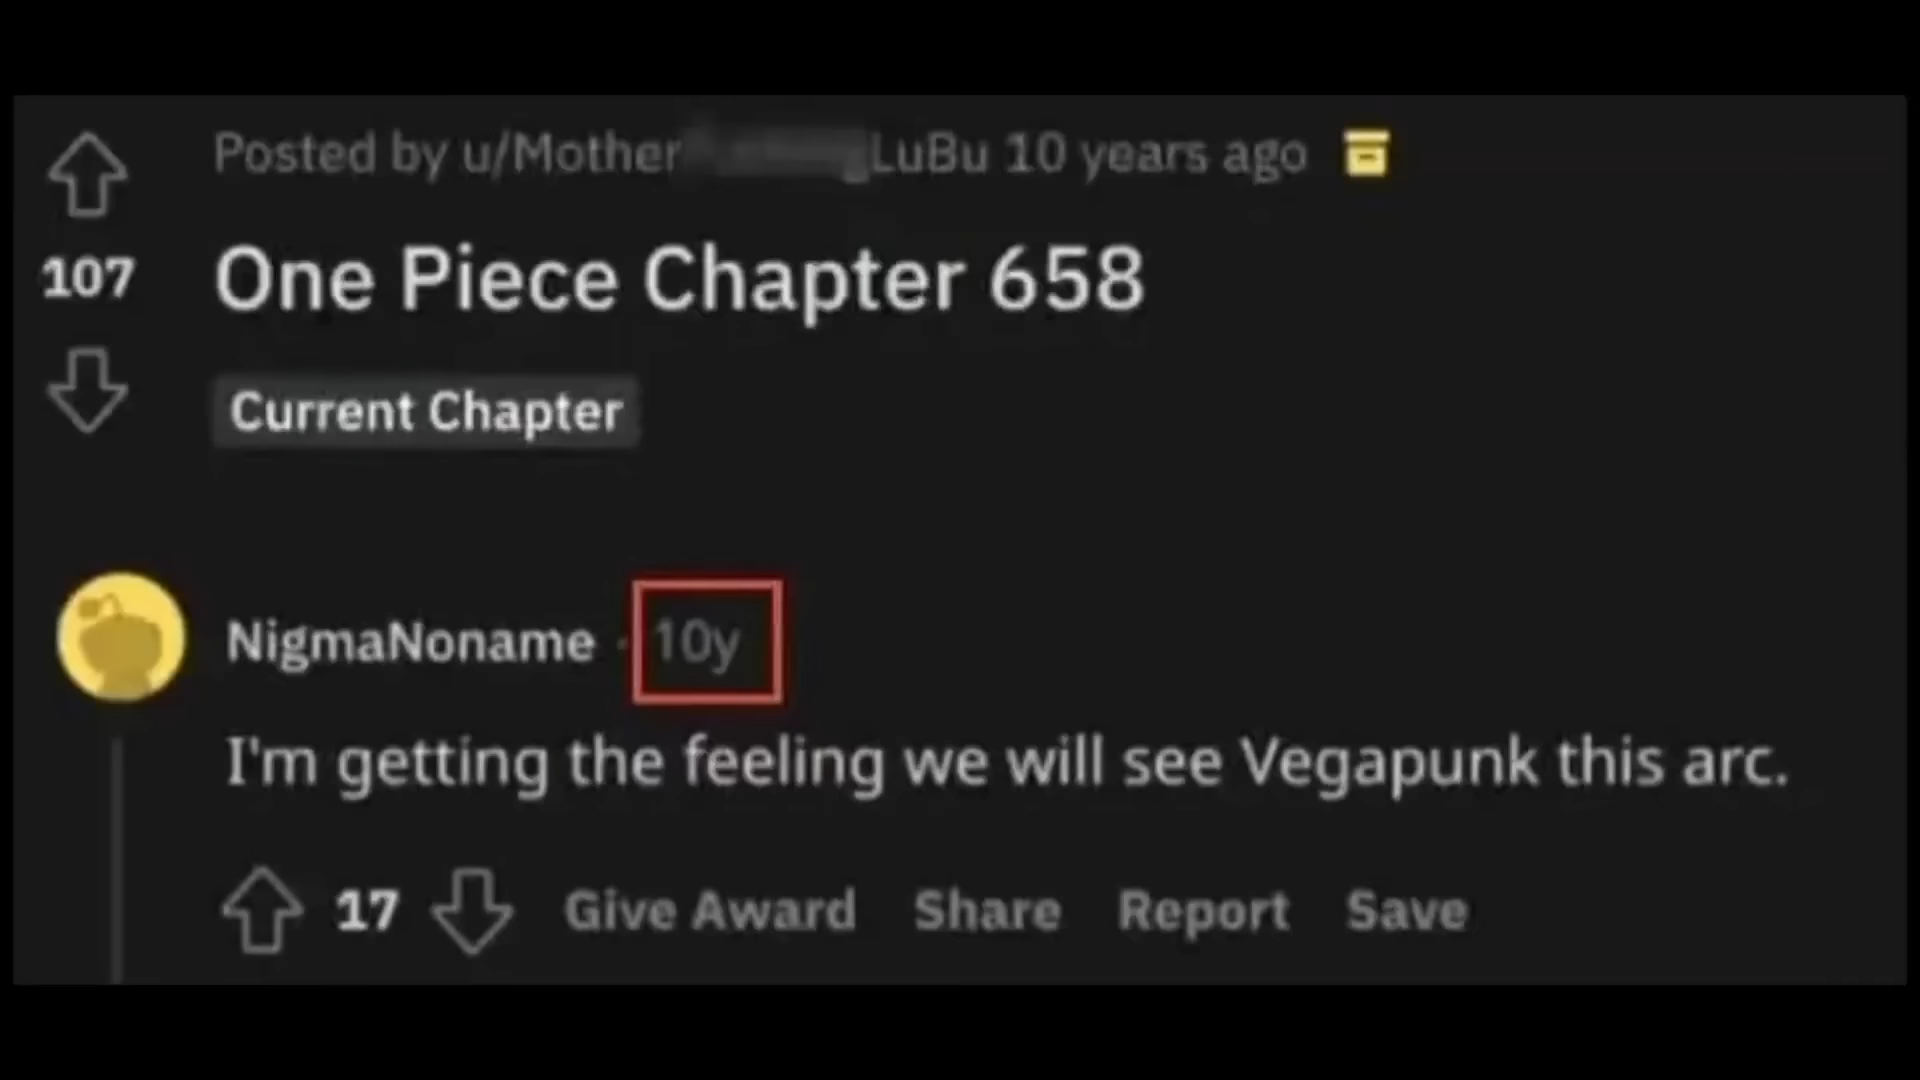 Posted by u/Mother LuBu 10 years ago
107
One Piece Chapter 658
Current Chapter
NigmaNoname · 10y
I'm getting the feeling we will see Vegapunk this arc.
17 Give Award Share Report Save